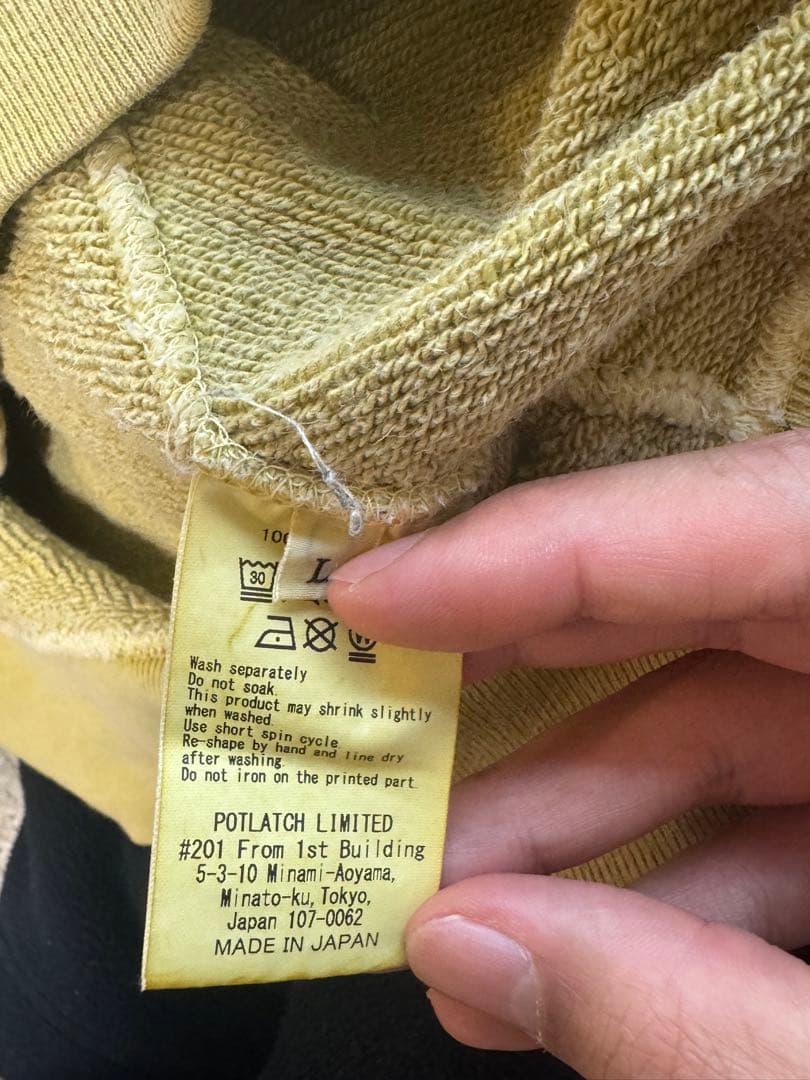 L
30
W
Wash separately
Do not soak.
This product may shrink slightly
when washed.
Use short spin cycle.
Re-shape by hand and line dry
after washing.
Do not iron on the printed part.
POTLATCH LIMITED
#201 From 1st Building
5-3-10 Minami-Aoyama,
Minato-ku, Tokyo,
Japan 107-0062
MADE IN JAPAN